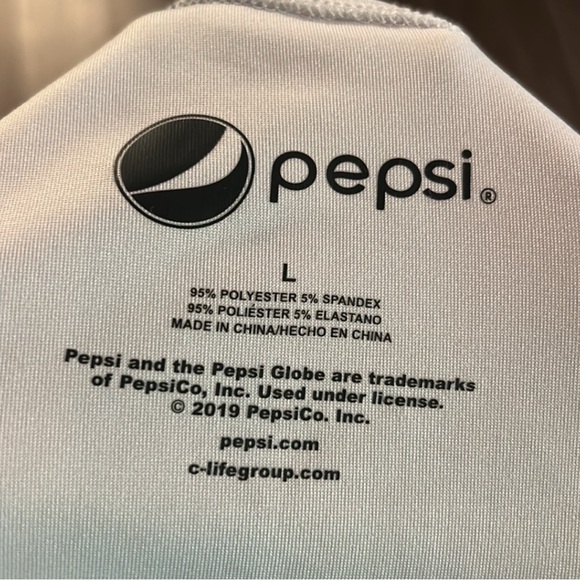 pepsi®
L
95% POLYESTER 5% SPANDEX
95% POLIÉSTER 5% ELASTANO
MADE IN CHINA/HECHO EN CHINA
Pepsi and the Pepsi Globe are trademarks
of PepsiCo, Inc. Used under license.
© 2019 PepsiCo. Inc.
pepsi.com
c-lifegroup.com